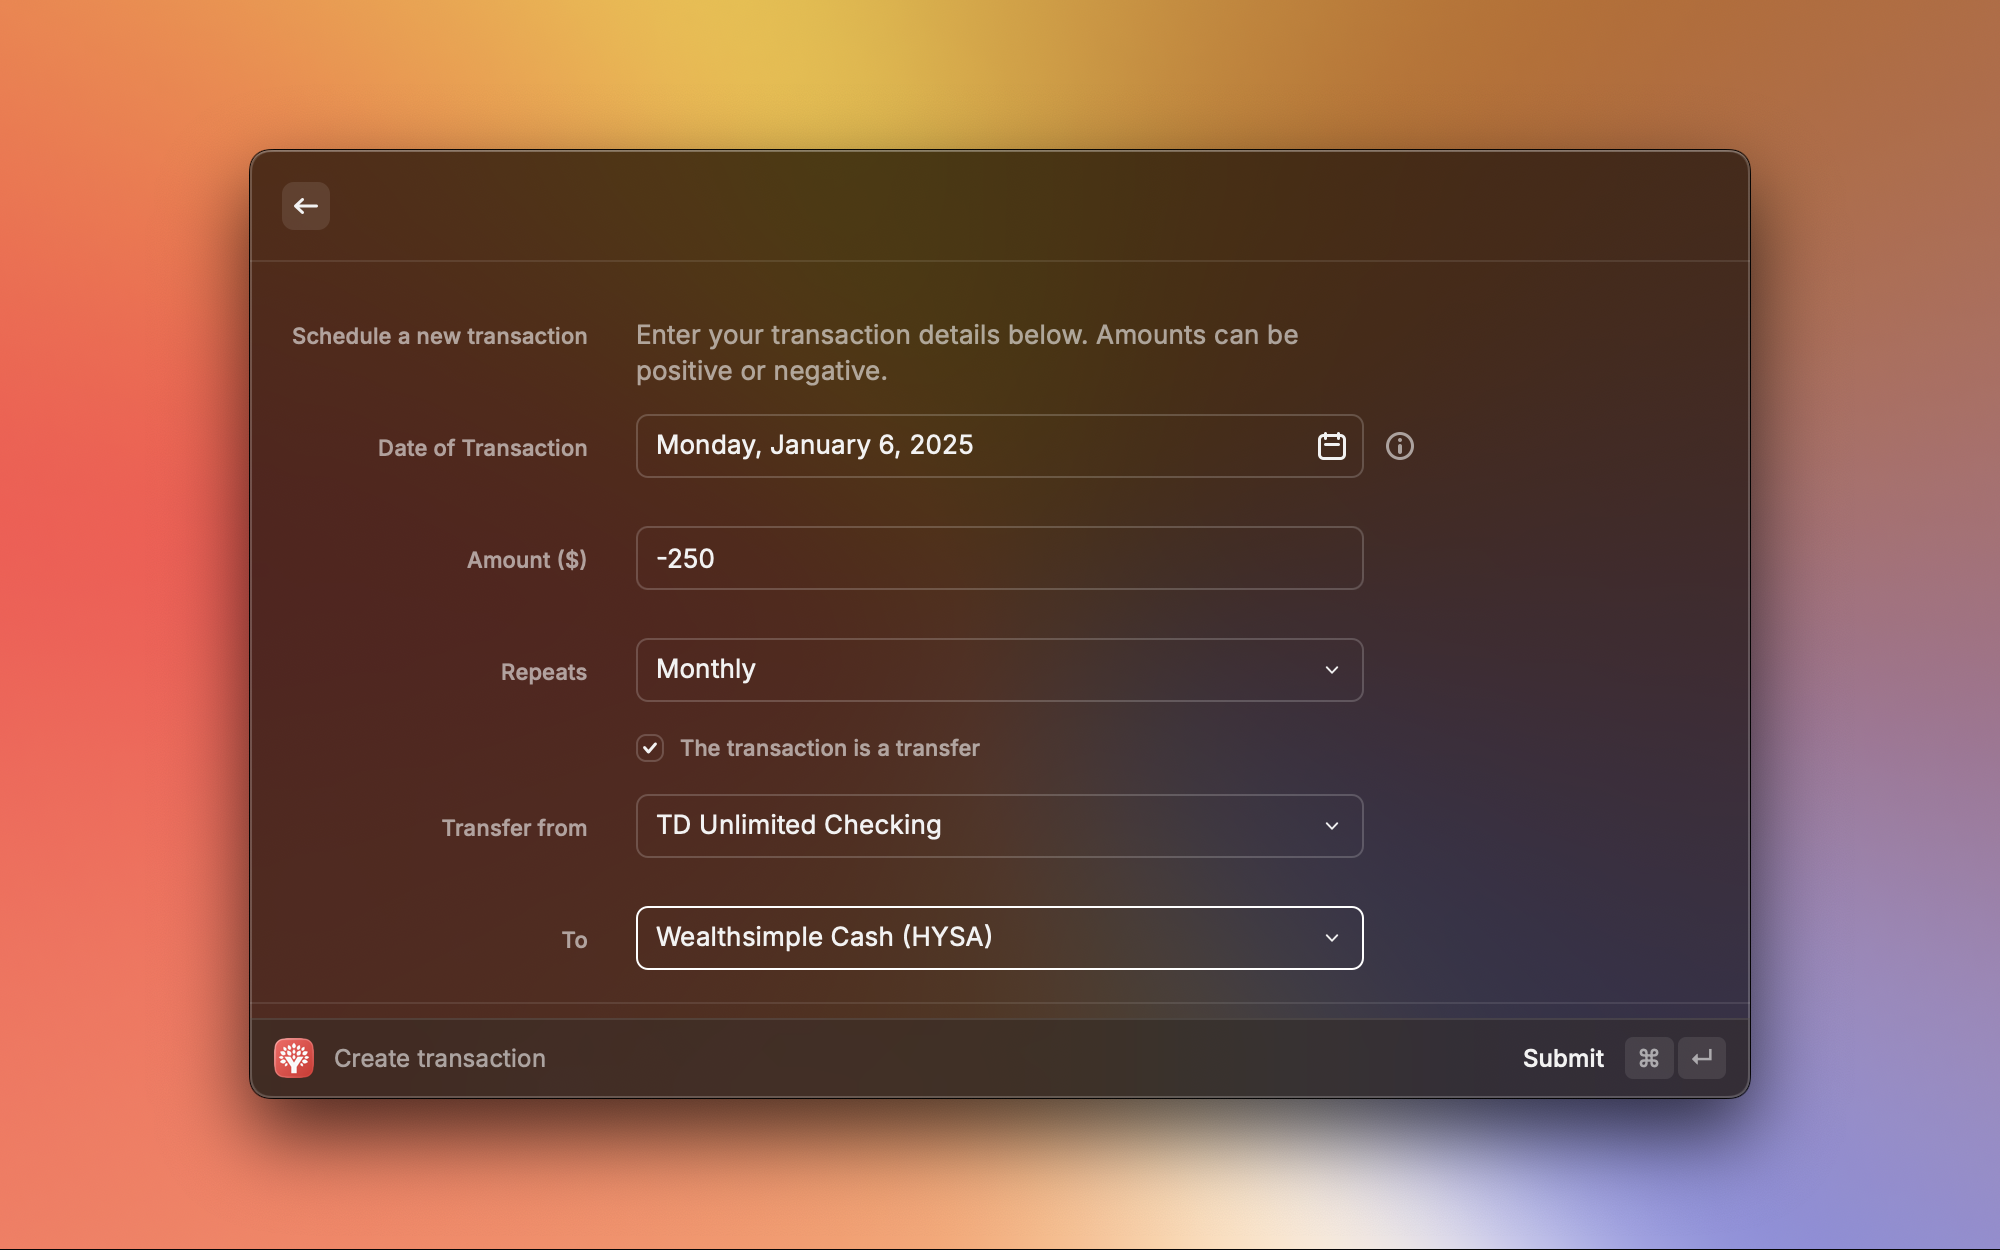 Schedule a new transaction
Enter your transaction details below. Amounts can be
positive or negative.
Date of Transaction
Monday, January 6, 2025
Amount ($)
-250
Repeats
Monthly
The transaction is a transfer
Transfer from
TD Unlimited Checking
To
Wealthsimple Cash (HYSA)
Create transaction
Submit ⌘ ↵